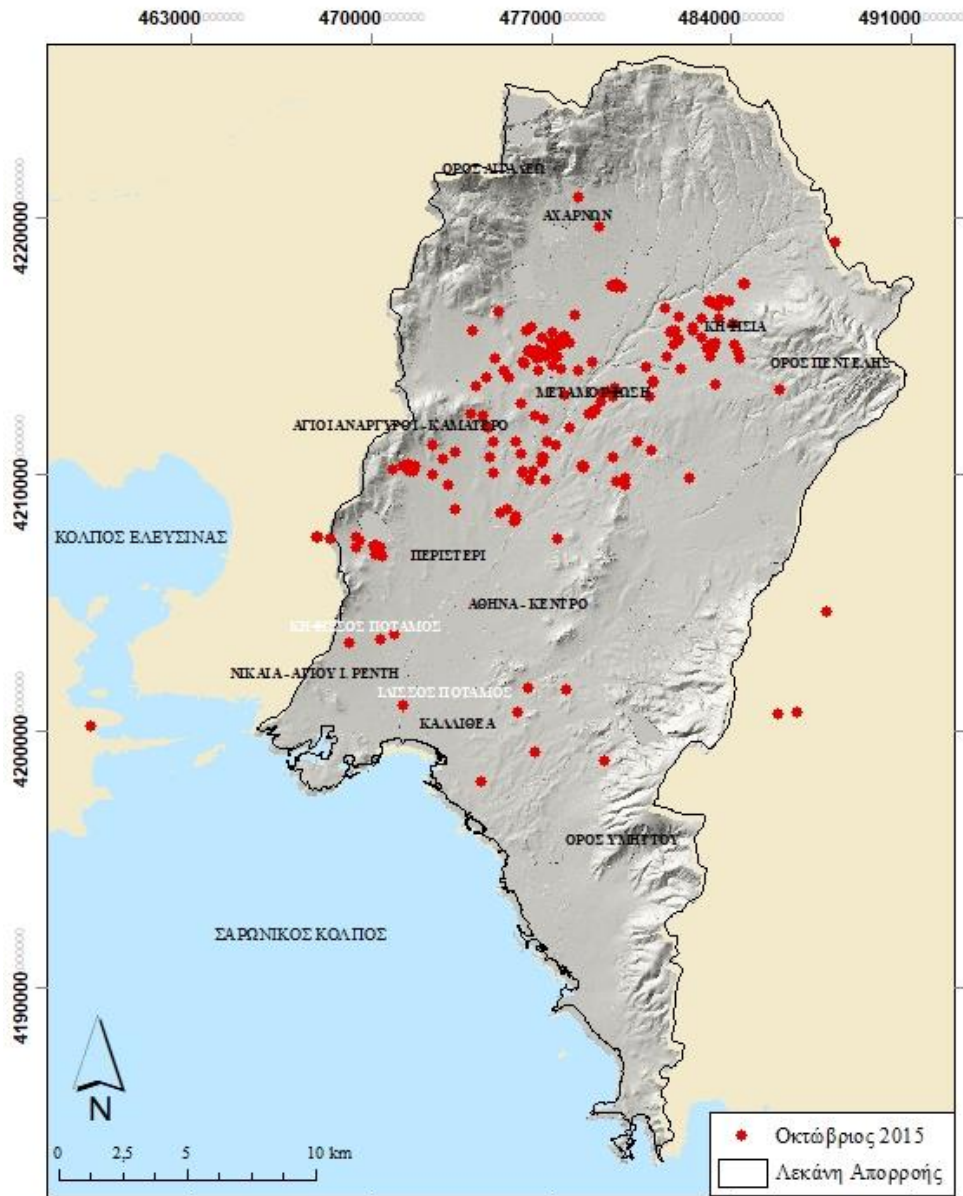 463000 470000 477000 484000 491000
4220000
4210000
4200000
4190000
ΟΡΟΣ ΑΙΓΑΛΕΩ
ΑΧΑΡΝΩΝ
ΚΗΦΙΣΙΑ
ΟΡΟΣ ΠΕΝΤΕΛΗΣ
ΜΕΤΑΜΟΡΦΩΣΗ
ΑΓΙΟΙ ΑΝΑΡΓΥΡΟΙ - ΚΑΜΑΤΕΡΟ
ΚΟΛΠΟΣ ΕΛΕΥΣΙΝΑΣ
ΠΕΡΙΣΤΕΡΙ
ΑΘΗΝΑ - ΚΕΝΤΡΟ
ΚΗΦΙΣΟΣ ΠΟΤΑΜΟΣ
ΝΙΚΑΙΑ - ΑΓΙΟΥ Ι. ΡΕΝΤΗ
ΙΛΙΣΣΟΣ ΠΟΤΑΜΟΣ
ΚΑΛΛΙΘΕΑ
ΟΡΟΣ ΥΜΗΤΤΟΥ
ΣΑΡΩΝΙΚΟΣ ΚΟΛΠΟΣ
N
0 2,5 5 10 km
Οκτώβριος 2015
Λεκάνη Απορροής